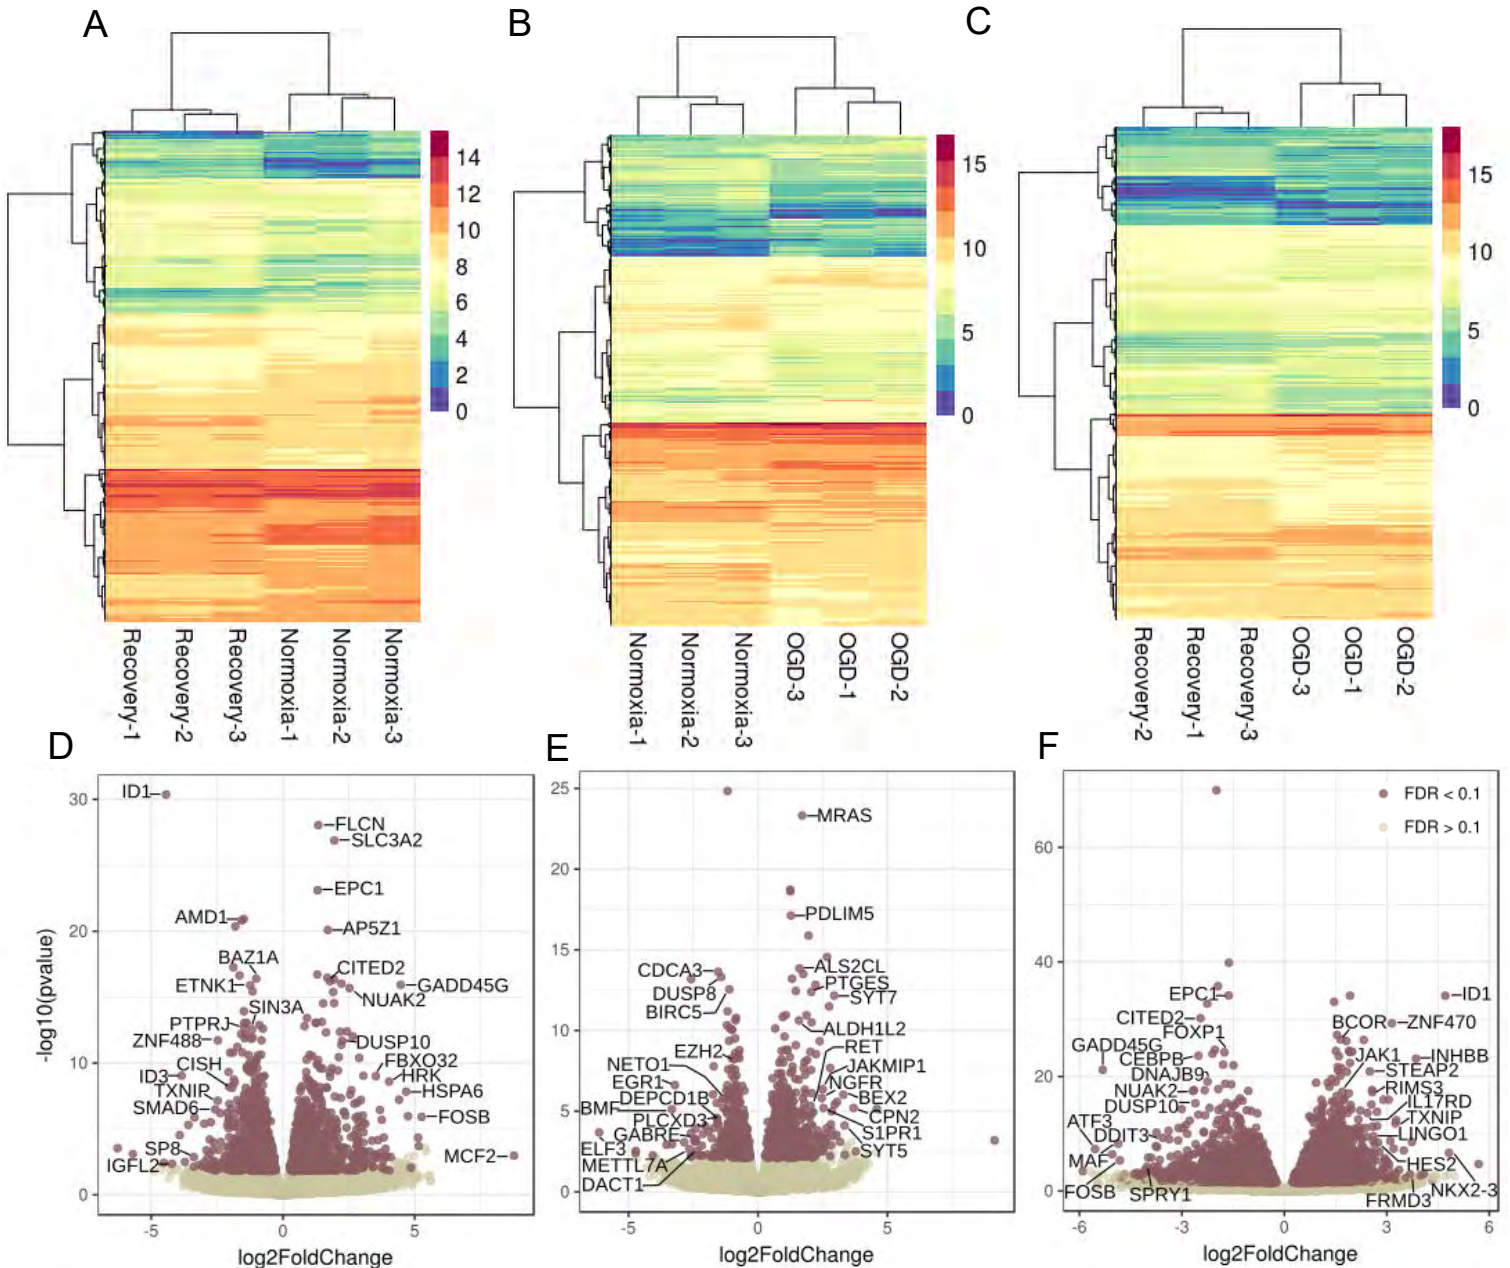 A
B
C
14
12
10
8
6
4
2
0
15
10
5
0
15
10
5
0
Recovery-1
Recovery-2
Recovery-3
Normoxia-1
Normoxia-2
Normoxia-3
Normoxia-1
Normoxia-2
Normoxia-3
OGD-3
OGD-1
OGD-2
Recovery-2
Recovery-1
Recovery-3
OGD-3
OGD-1
OGD-2
D
E
F
-log10(pvalue)
30
20
10
0
ID1
FLCN
SLC3A2
EPC1
AMD1
AP5Z1
BAZ1A
CITED2
ETNK1
GADD45G
NUAK2
SIN3A
PTPRJ
ZNF488
DUSP10
CISH
FBXO32
ID3
HRK
TXNIP
HSPA6
SMAD6
FOSB
SP8
MCF2
IGFL2
-5
0
5
log2FoldChange
25
20
15
10
5
0
MRAS
PDLIM5
CDCA3
ALS2CL
DUSP8
PTGES
BIRC5
SYT7
ALDH1L2
EZH2
RET
NETO1
JAKMIP1
EGR1
NGFR
DEPCD1B
BEX2
BMF
CPN2
PLCXD3
S1PR1
GABRE
ELF3
SYT5
METTL7A
DACT1
-5
0
5
log2FoldChange
FDR < 0.1
FDR > 0.1
60
40
20
0
EPC1
ID1
CITED2
BCOR
ZNF470
FOXP1
GADD45G
JAK1
INHBB
CEBPB
STEAP2
DNAJB9
RIMS3
NUAK2
IL17RD
DUSP10
TXNIP
ATF3
DDIT3
LINGO1
MAF
HES2
FOSB
SPRY1
FRMD3
NKX2-3
-6
-3
0
3
6
log2FoldChange